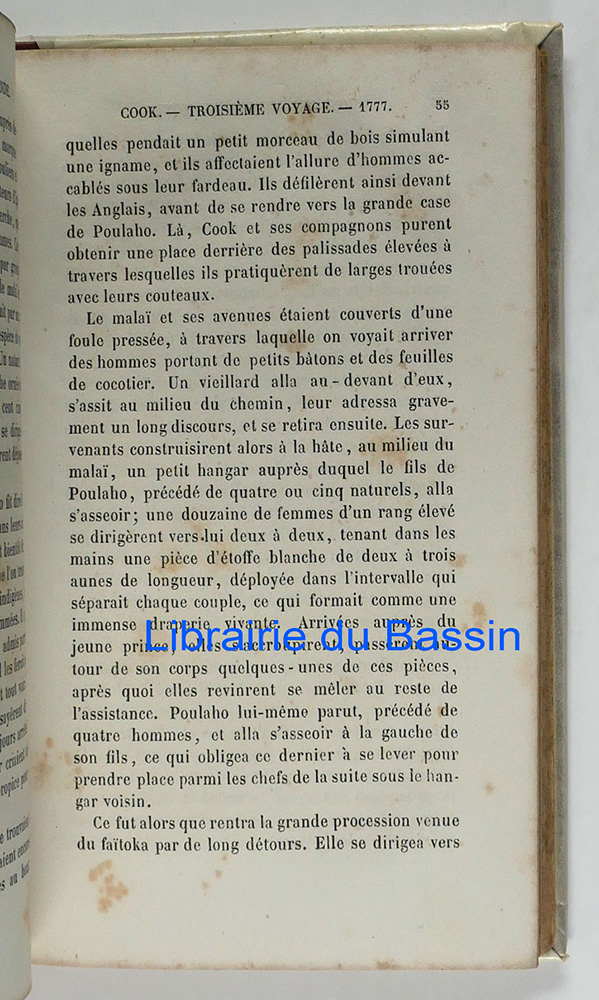 COOK. — TROISIÈME VOYAGE. — 1777. 55
quelles pendait un petit morceau de bois simulant
une igname, et ils affectaient l'allure d'hommes ac-
cablés sous leur fardeau. Ils défilèrent ainsi devant
les Anglais, avant de se rendre vers la grande case
de Poulaho. Là, Cook et ses compagnons purent
obtenir une place derrière des palissades élevées à
travers lesquelles ils pratiquèrent de larges trouées
avec leurs couteaux.
Le malaï et ses avenues étaient couverts d'une
foule pressée, à travers laquelle on voyait arriver
des hommes portant de petits bâtons et des feuilles
de cocotier. Un vieillard alla au-devant d'eux,
s'assit au milieu du chemin, leur adressa grave-
ment un long discours, et se retira ensuite. Les sur-
venants construisirent alors à la hâte, au milieu du
malaï, un petit hangar auprès duquel le fils de
Poulaho, précédé de quatre ou cinq naturels, alla
s'asseoir; une douzaine de femmes d'un rang élevé
se dirigèrent vers lui deux à deux, tenant dans les
mains une pièce d'étoffe blanche de deux à trois
aunes de longueur, déployée dans l'intervalle qui
séparait chaque couple, ce qui formait comme une
immense draperie vivante. Arrivées auprès du
Librairie du Bassin
jeune prince, elles s'accroupirent, passèrent au-
tour de son corps quelques-unes de ces pièces,
après quoi elles revinrent se mêler au reste de
l'assistance. Poulaho lui-même parut, précédé de
quatre hommes, et alla s'asseoir à la gauche de
son fils, ce qui obligea ce dernier à se lever pour
prendre place parmi les chefs de la suite sous le han-
gar voisin.
Ce fut alors que rentra la grande procession venue
du faïtoka par de long détours. Elle se dirigea vers